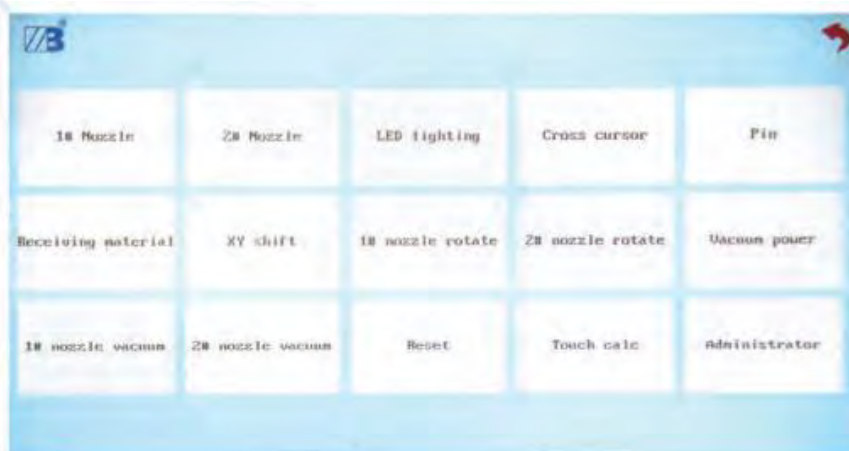 1# Nozzle
2# Nozzle
LED lighting
Cross cursor
Pin
Receiving material
XY shift
1# nozzle rotate
2# nozzle rotate
Vacuum power
1# nozzle vacuum
2# nozzle vacuum
Reset
Touch calc
Administrator